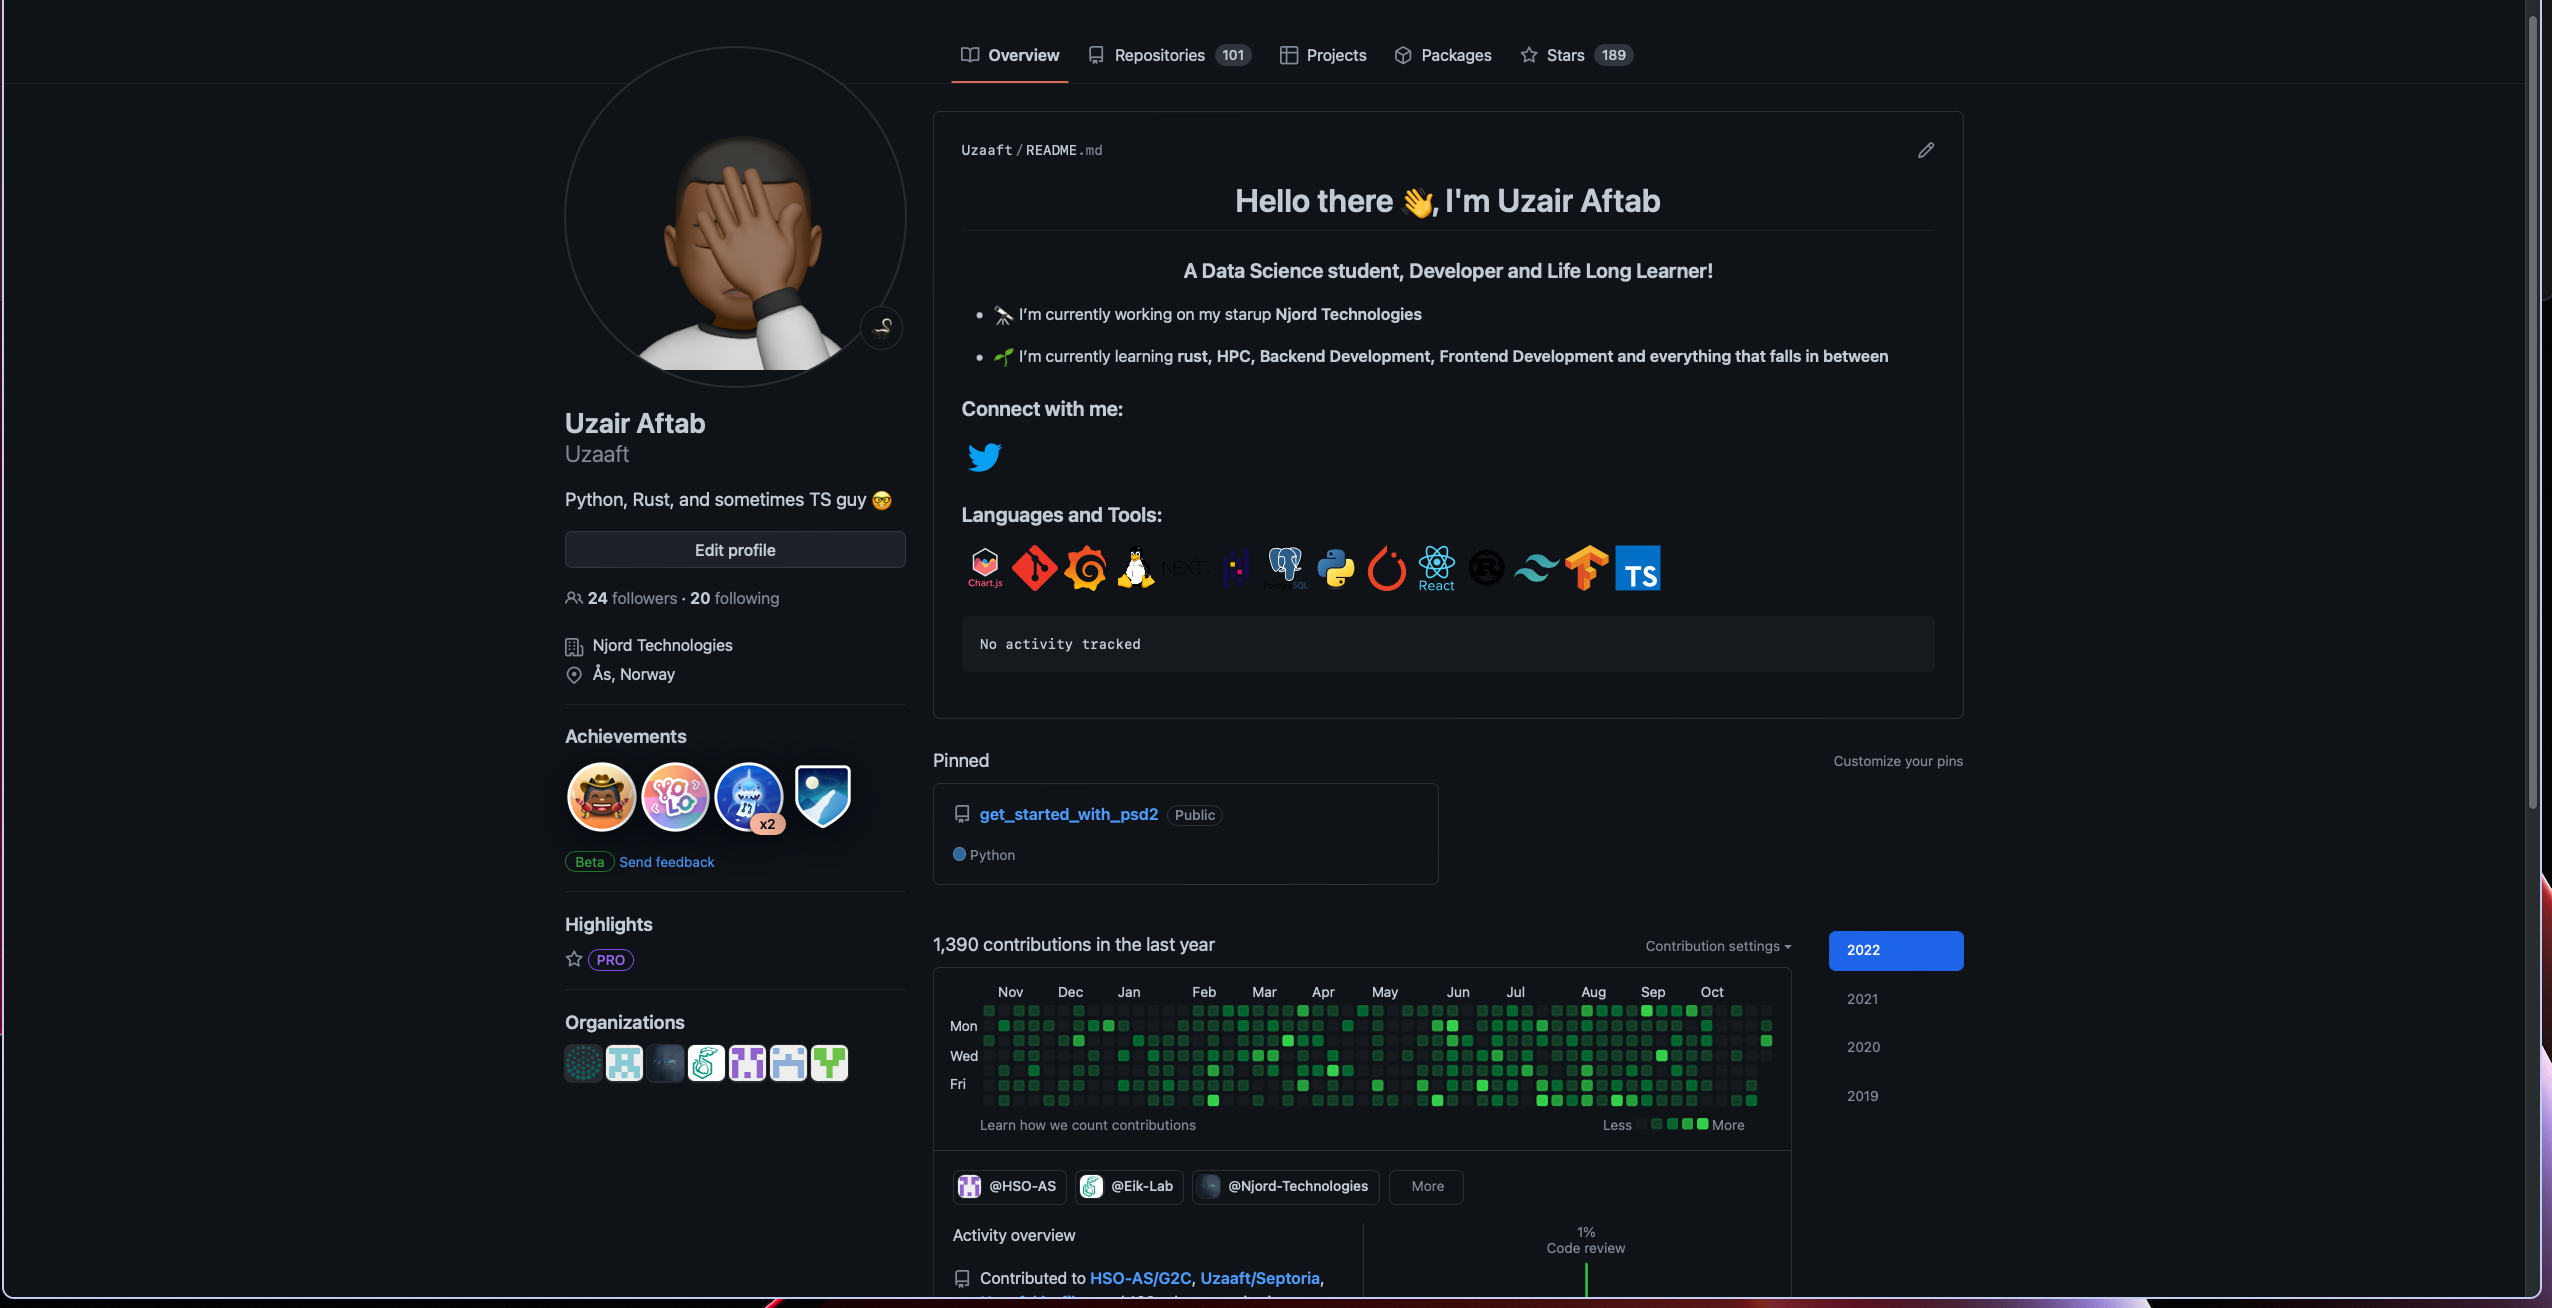 Overview Repositories 101 Projects Packages Stars 189
Uzaaft/README.md
Hello there 👋, I'm Uzair Aftab
A Data Science student, Developer and Life Long Learner!
🔭 I’m currently working on my starup Njord Technologies
🌱 I’m currently learning rust, HPC, Backend Development, Frontend Development and everything that falls in between
Connect with me:
Languages and Tools:
Chart.js NEXT PostgreSQL React R TS
No activity tracked
Uzair Aftab
Uzaaft
Python, Rust, and sometimes TS guy 🤓
Edit profile
24 followers · 20 following
Njord Technologies
Ås, Norway
Achievements
YOLO
x2
Beta Send feedback
Highlights
PRO
Organizations
Pinned
Customize your pins
get_started_with_psd2 Public
Python
1,390 contributions in the last year
Contribution settings
2022
2021
2020
2019
Nov Dec Jan Feb Mar Apr May Jun Jul Aug Sep Oct
Mon
Wed
Fri
Learn how we count contributions
Less More
@HSO-AS @Eik-Lab @Njord-Technologies More
Activity overview
Contributed to HSO-AS/G2C, Uzaaft/Septoria,
1%
Code review